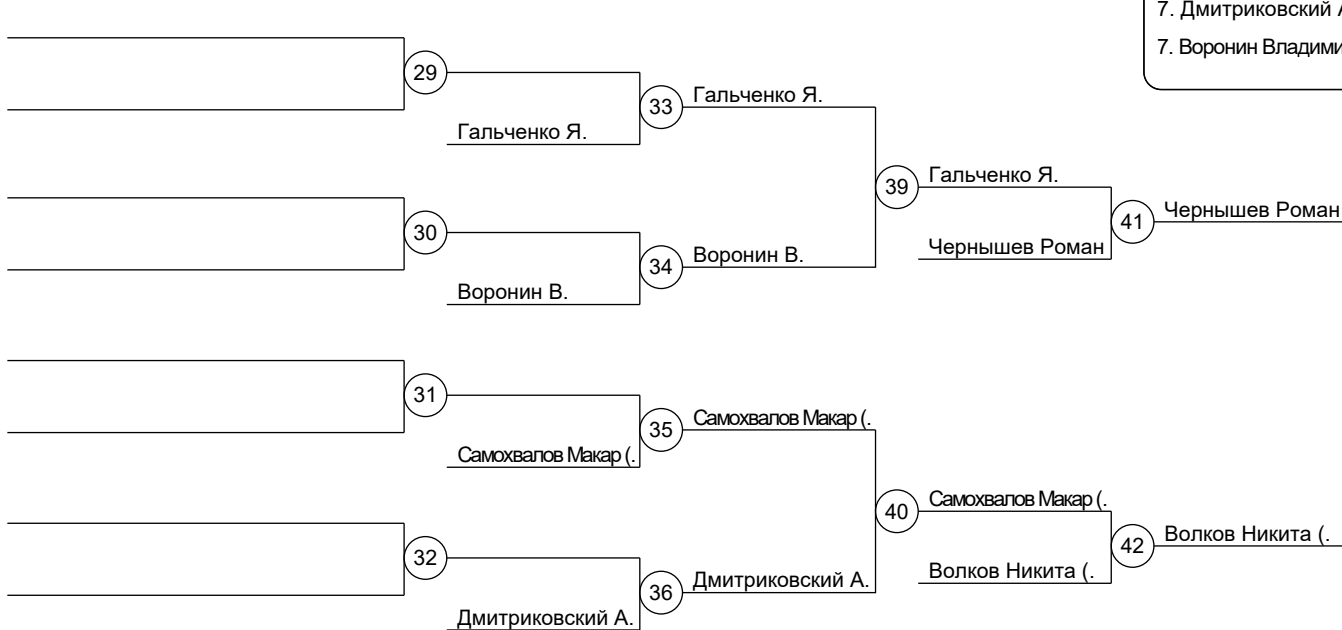 7. Дмитриковский
7. Воронин Владими
29
33
Гальченко Я.
Гальченко Я.
39
Гальченко Я.
41
Чернышев Роман
30
Чернышев Роман
34
Воронин В.
Воронин В.
31
35
Самохвалов Макар (.
Самохвалов Макар (.
40
Самохвалов Макар (.
42
Волков Никита (.
32
Волков Никита (.
36
Дмитриковский А.
Дмитриковский А.